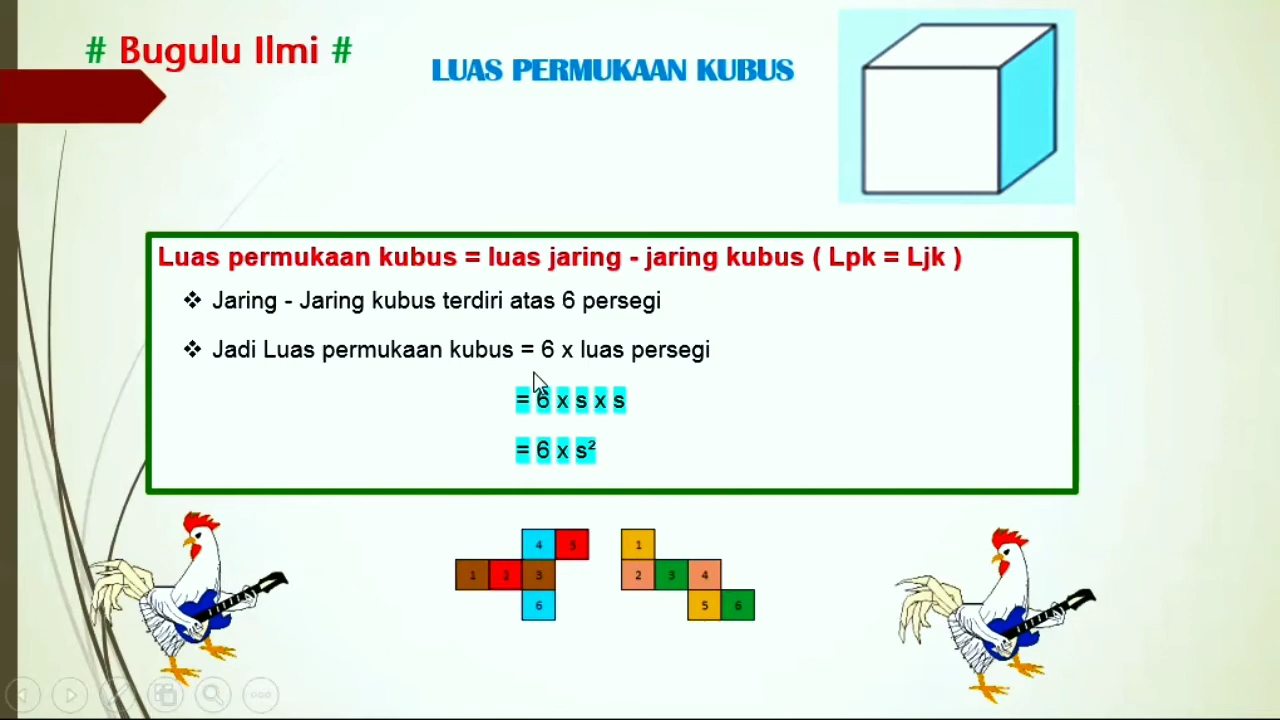 # Bugulu Ilmi #
LUAS PERMUKAAN KUBUS
Luas permukaan kubus = luas jaring - jaring kubus ( Lpk = Ljk )
❖ Jaring - Jaring kubus terdiri atas 6 persegi
❖ Jadi Luas permukaan kubus = 6 x luas persegi
= 6 x s x s
= 6 x s²
4 5
1 2 3
6
1
2 3 4
5 6